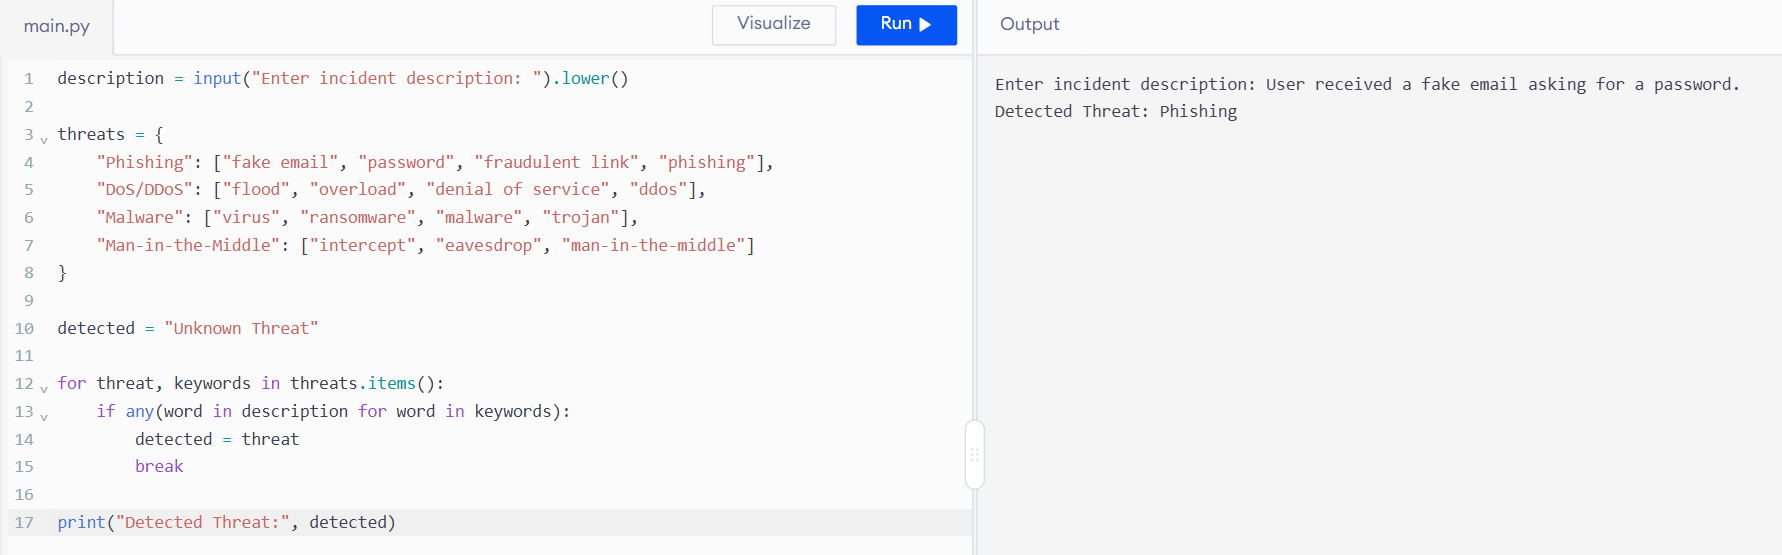 main.py
Visualize
Run
Output
1 description = input("Enter incident description: ").lower()
2
3 threats = {
4     "Phishing": ["fake email", "password", "fraudulent link", "phishing"],
5     "DoS/DDoS": ["flood", "overload", "denial of service", "ddos"],
6     "Malware": ["virus", "ransomware", "malware", "trojan"],
7     "Man-in-the-Middle": ["intercept", "eavesdrop", "man-in-the-middle"]
8 }
9
10 detected = "Unknown Threat"
11
12 for threat, keywords in threats.items():
13     if any(word in description for word in keywords):
14         detected = threat
15         break
16
17 print("Detected Threat:", detected)
Enter incident description: User received a fake email asking for a password.
Detected Threat: Phishing